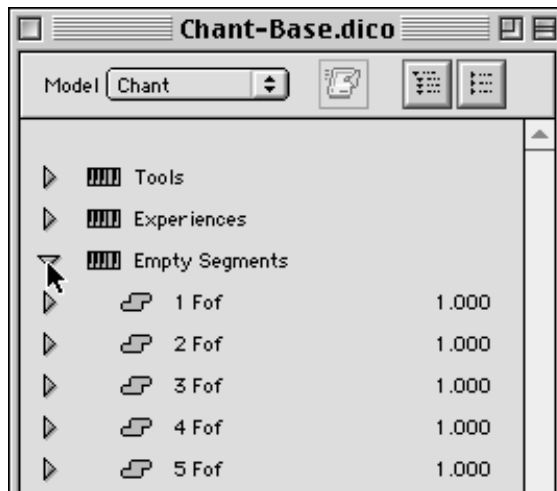 Chant-Base.dico
Model Chant
Tools
Experiences
Empty Segments
1 Fof 1.000
2 Fof 1.000
3 Fof 1.000
4 Fof 1.000
5 Fof 1.000